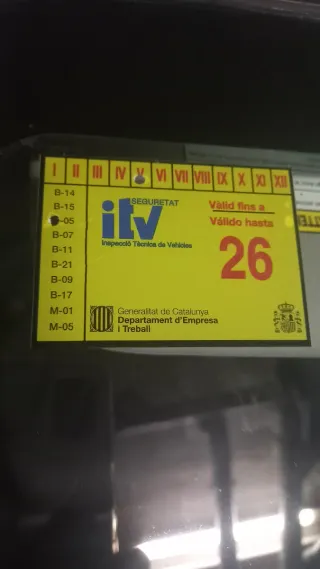 I II III IV V VI VII VIII IX X XI XII
B-14
B-15
-05
B-07
B-11
B-21
B-09
B-17
M-01
M-05
SEGURETAT
itv
Inspecció Tècnica de Vehicles
Vàlid fins a
Válido hasta
26
Generalitat de Catalunya
Departament d'Empresa
i Treball